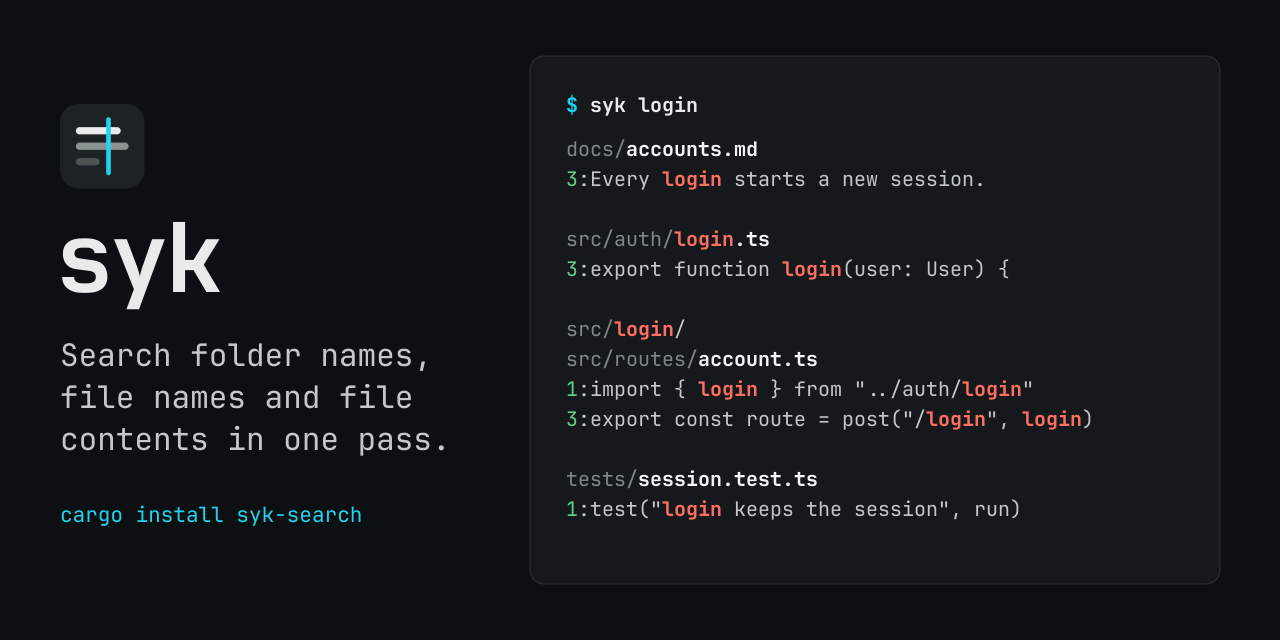 syk
Search folder names,
file names and file
contents in one pass.
cargo install syk-search
$ syk login
docs/accounts.md
3:Every login starts a new session.
src/auth/login.ts
3:export function login(user: User) {
src/login/
src/routes/account.ts
1:import { login } from "../auth/login"
3:export const route = post("/login", login)
tests/session.test.ts
1:test("login keeps the session", run)